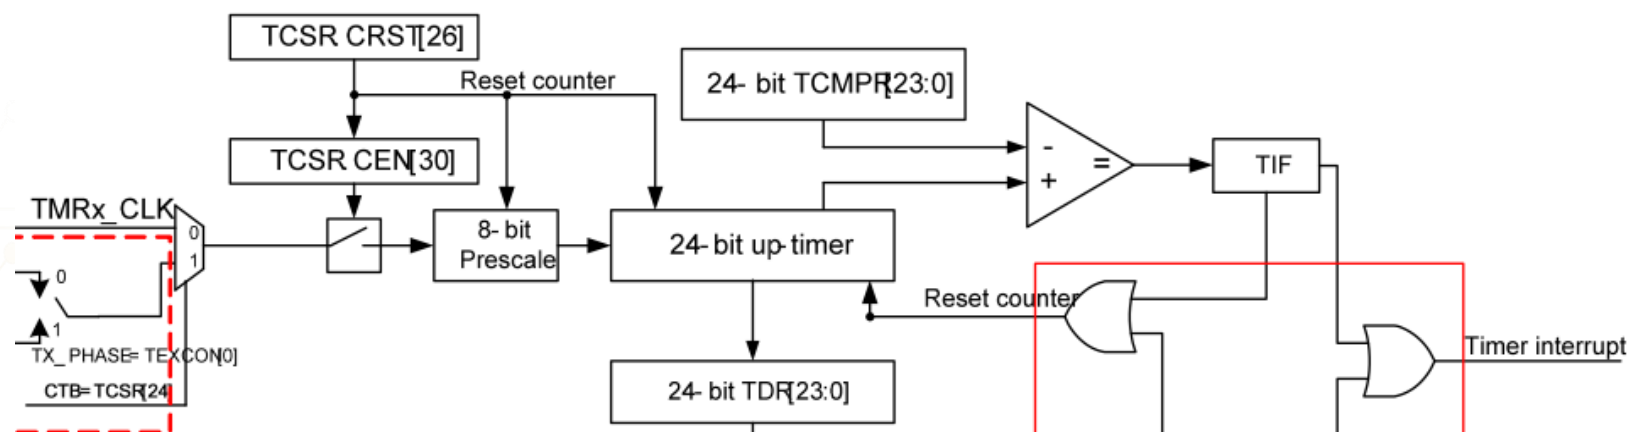 TCSR CRST[26]
Reset counter
24- bit TCMPR[23:0]
TCSR CEN[30]
-
+
=
TIF
TMRx_CLK
0
1
8- bit
Prescale
24- bit up-timer
0
1
Reset counter
TX_PHASE= TEXCON[0]
CTB= TCSR[24]
24- bit TDR[23:0]
Timer interrupt